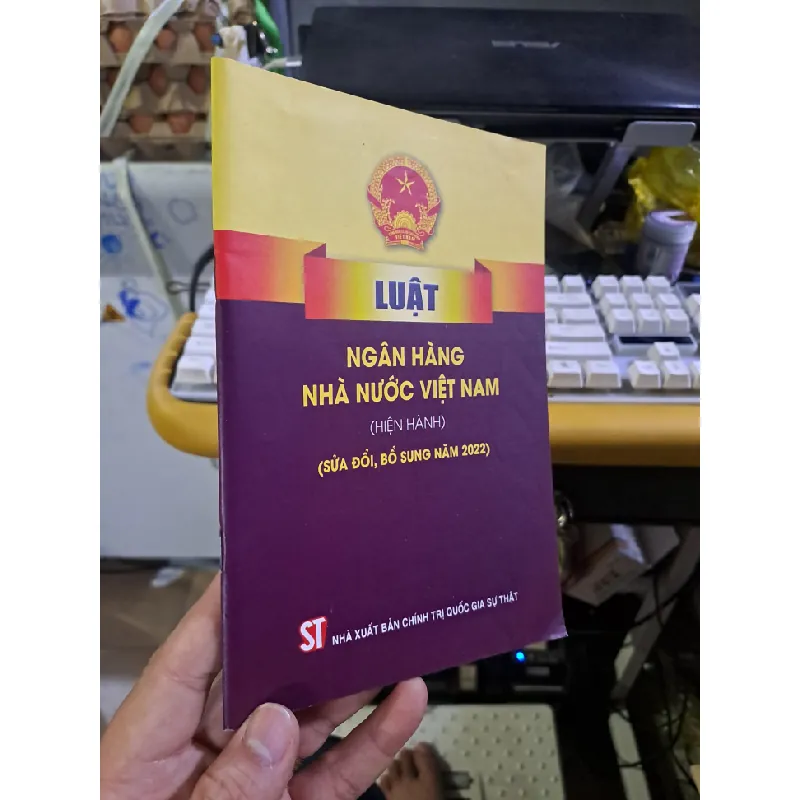 LUẬT
NGÂN HÀNG
NHÀ NƯỚC VIỆT NAM
(HIỆN HÀNH)
(SỬA ĐỔI, BỔ SUNG NĂM 2022)
ST NHÀ XUẤT BẢN CHÍNH TRỊ QUỐC GIA SỰ THẬT